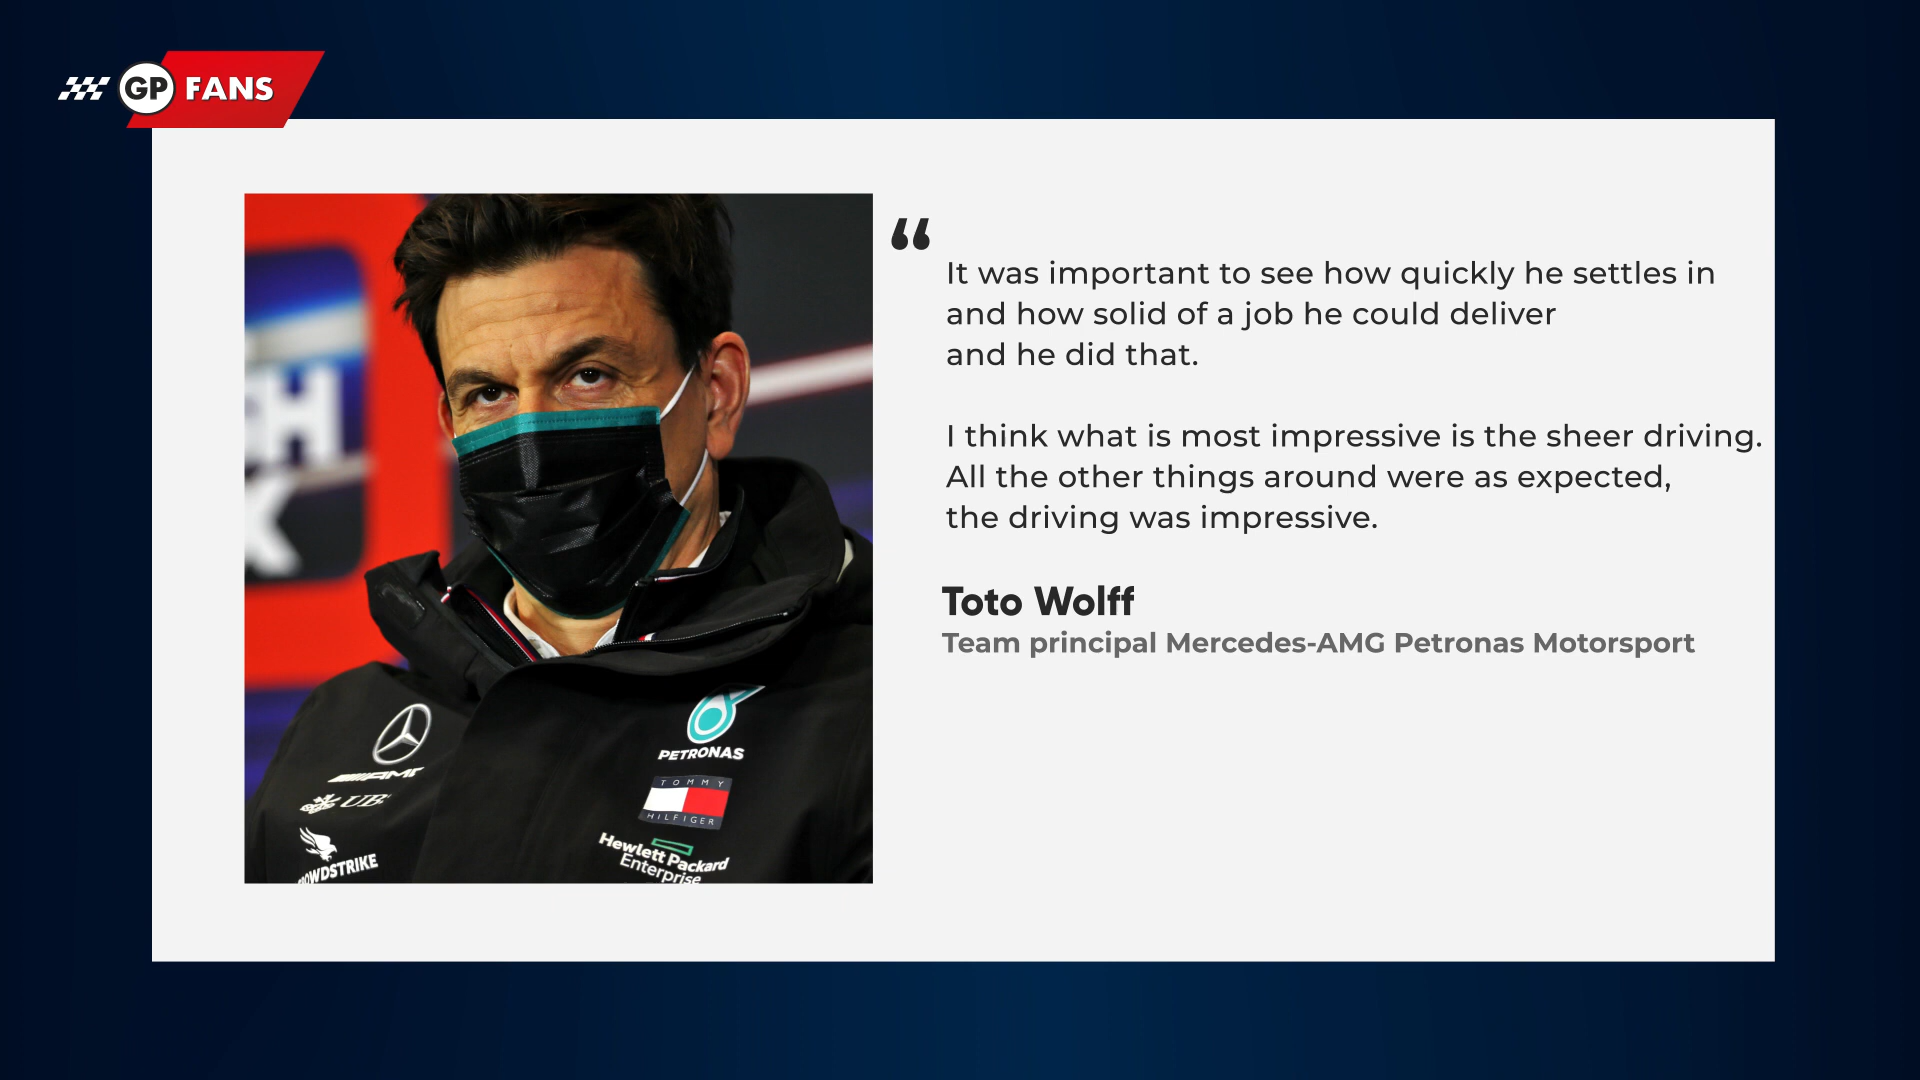 GP FANS
“
It was important to see how quickly he settles in
and how solid of a job he could deliver
and he did that.
I think what is most impressive is the sheer driving.
All the other things around were as expected,
the driving was impressive.
Toto Wolff
Team principal Mercedes-AMG Petronas Motorsport
PETRONAS
AMG
TOMMY
HILFIGER
UBS
Hewlett Packard
Enterprise